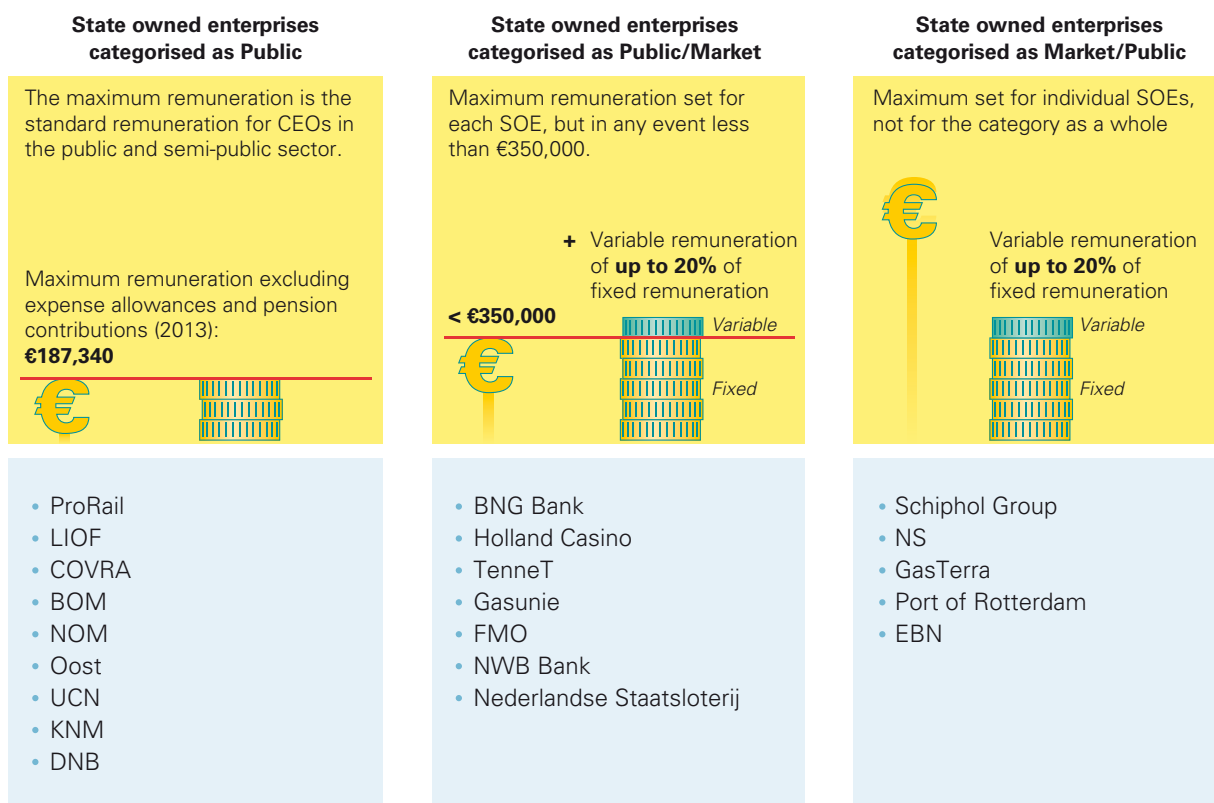 State owned enterprises
categorised as Public
The maximum remuneration is the
standard remuneration for CEOs in
the public and semi-public sector.
Maximum remuneration excluding
expense allowances and pension
contributions (2013):
€187,340
€
• ProRail
• LIOF
• COVRA
• BOM
• NOM
• Oost
• UCN
• KNM
• DNB
State owned enterprises
categorised as Public/Market
Maximum remuneration set for
each SOE, but in any event less
than €350,000.
+ Variable remuneration
of up to 20% of
fixed remuneration
< €350,000
Variable
€
Fixed
• BNG Bank
• Holland Casino
• TenneT
• Gasunie
• FMO
• NWB Bank
• Nederlandse Staatsloterij
State owned enterprises
categorised as Market/Public
Maximum set for individual SOEs,
not for the category as a whole
€
Variable remuneration
of up to 20% of
fixed remuneration
Variable
Fixed
• Schiphol Group
• NS
• GasTerra
• Port of Rotterdam
• EBN